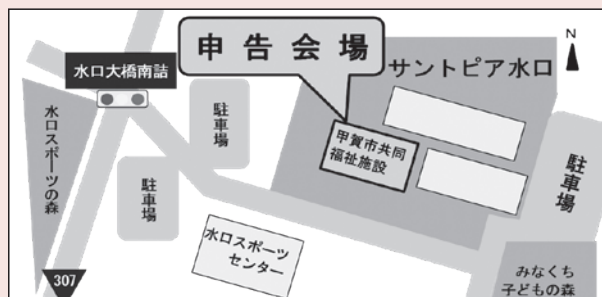 申告会場
N
水口大橋南詰
サントピア水口
駐車場
水口スポーツの森
甲賀市共同
福祉施設
駐車場
駐車場
水口スポーツ
センター
みなくち
子どもの森
307